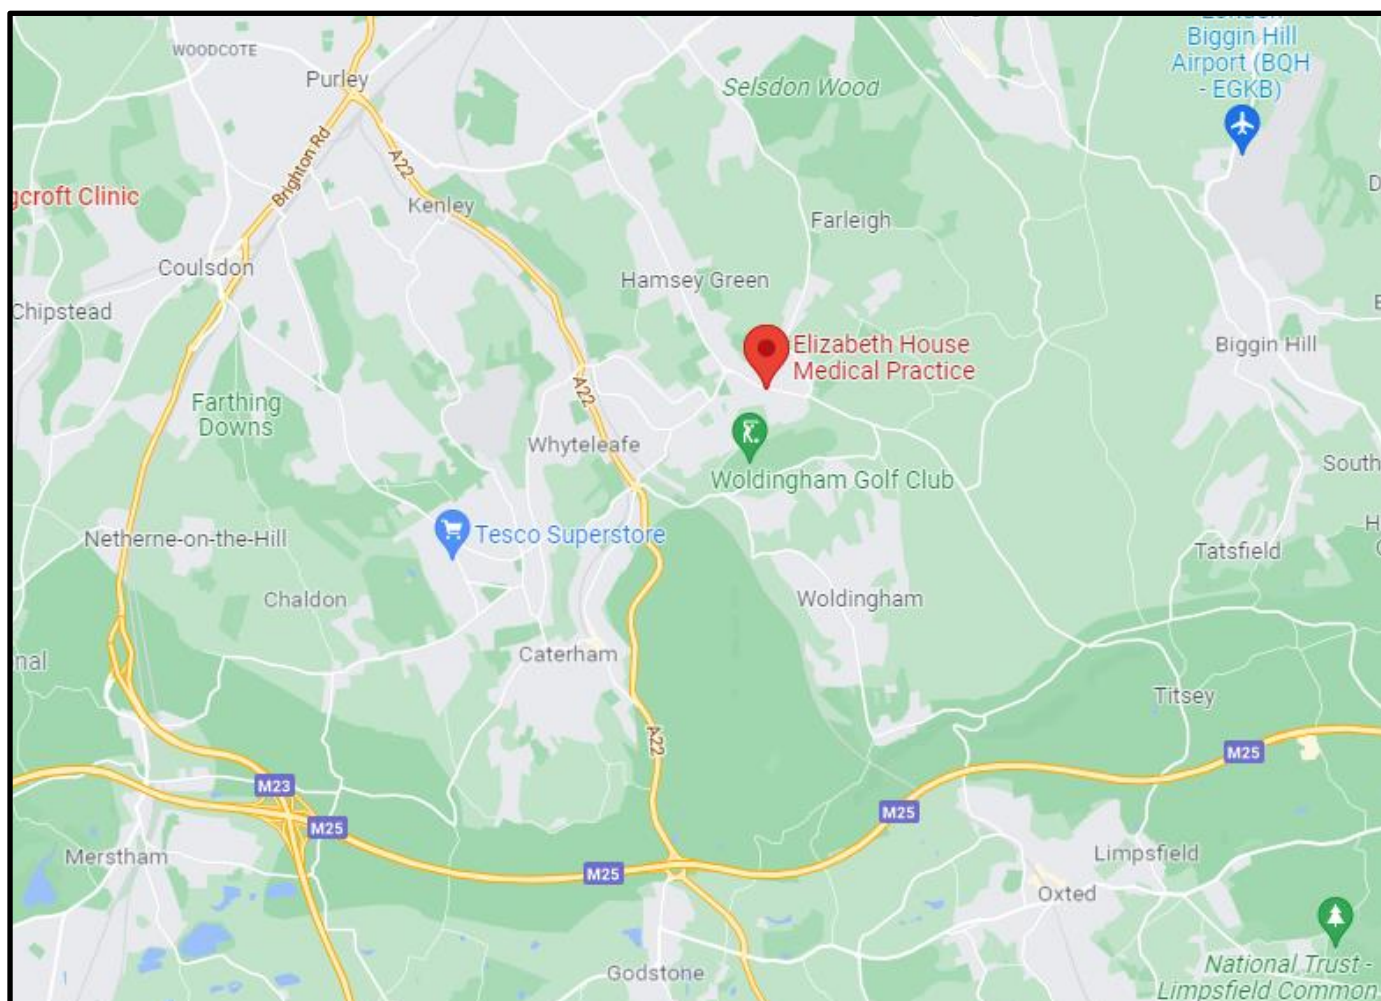 London
Biggin Hill
Airport (BQH
- EGKB)
WOODCOTE
Purley
Selsdon Wood
Brighton Rd
A22
gcroft Clinic
Kenley
Farleigh
Coulsdon
Hamsey Green
Chipstead
Elizabeth House
Medical Practice
Biggin Hill
A22
Farthing
Downs
Whyteleafe
Woldingham Golf Club
South
Netherne-on-the-Hill
Tesco Superstore
Tatsfield
Chaldon
Woldingham
Caterham
nal
Titsey
A22
M25
M23
M25
M25
M25
Merstham
Limpsfield
Oxted
Godstone
National Trust -
Limpsfield Common